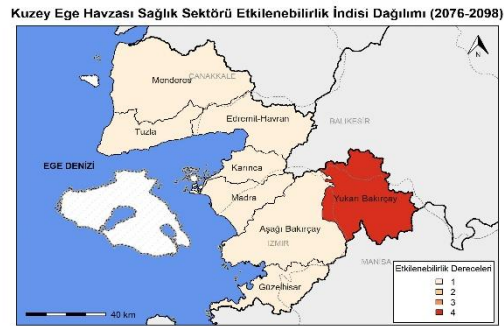 Kuzey Ege Havzası Sağlık Sektörü Etkilenebilirlik İndisi Dağılımı (2076-2098)
N
ÇANAKKALE
Menderes
Tuzla
Edremit-Havran
BALIKESİR
EGE DENİZİ
Karınca
Madra
Yukarı Bakırçay
Aşağı Bakırçay
İZMİR
MANİSA
Güzelhisar
Etkilenebilirlik Dereceleri
1
2
3
4
40 km